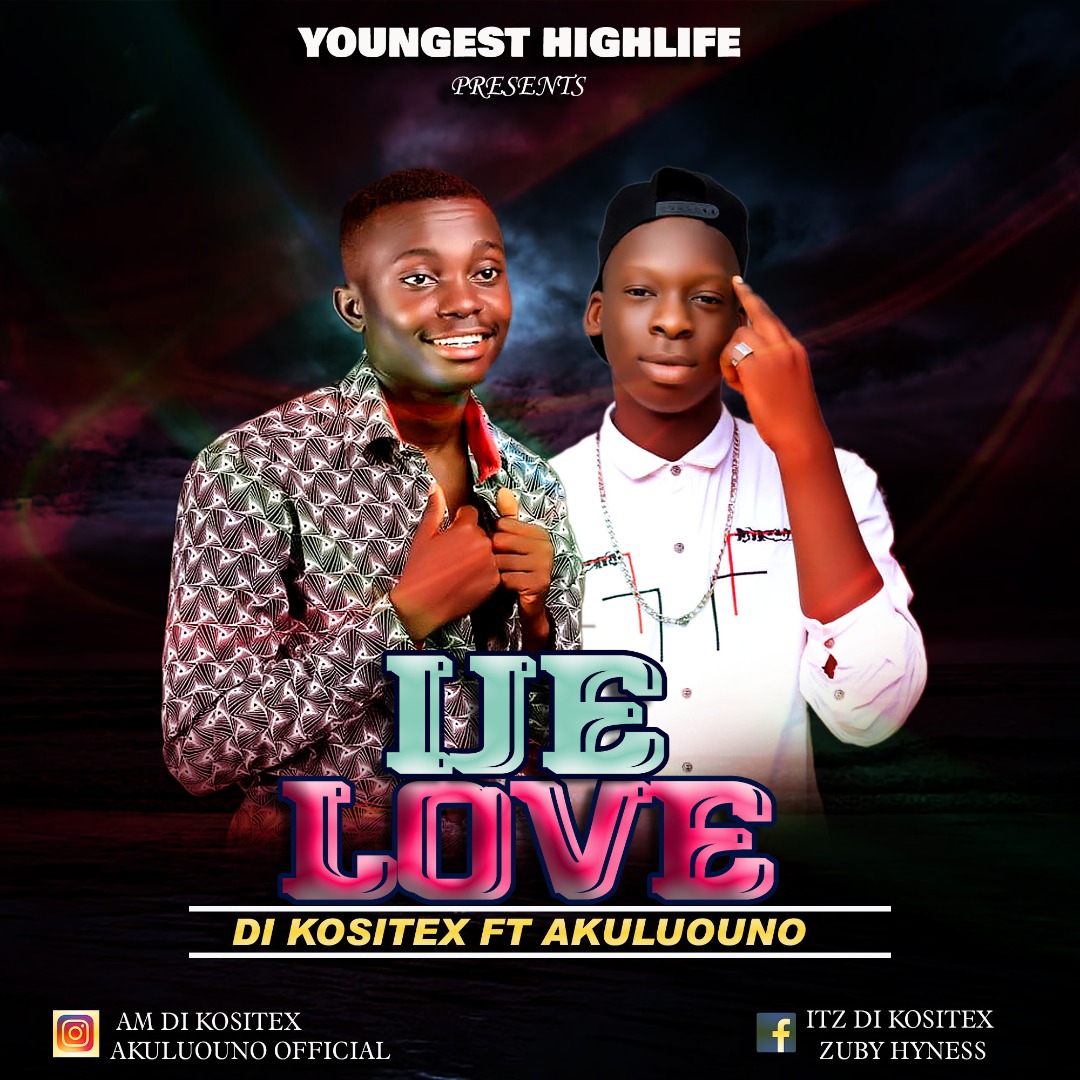 YOUNGEST HIGHLIFE
PRESENTS
IJE
LOVE
DI KOSITEX FT AKULUOUNO
AM DI KOSITEX
AKULUOUNO OFFICIAL
ITZ DI KOSITEX
ZUBY HYNESS